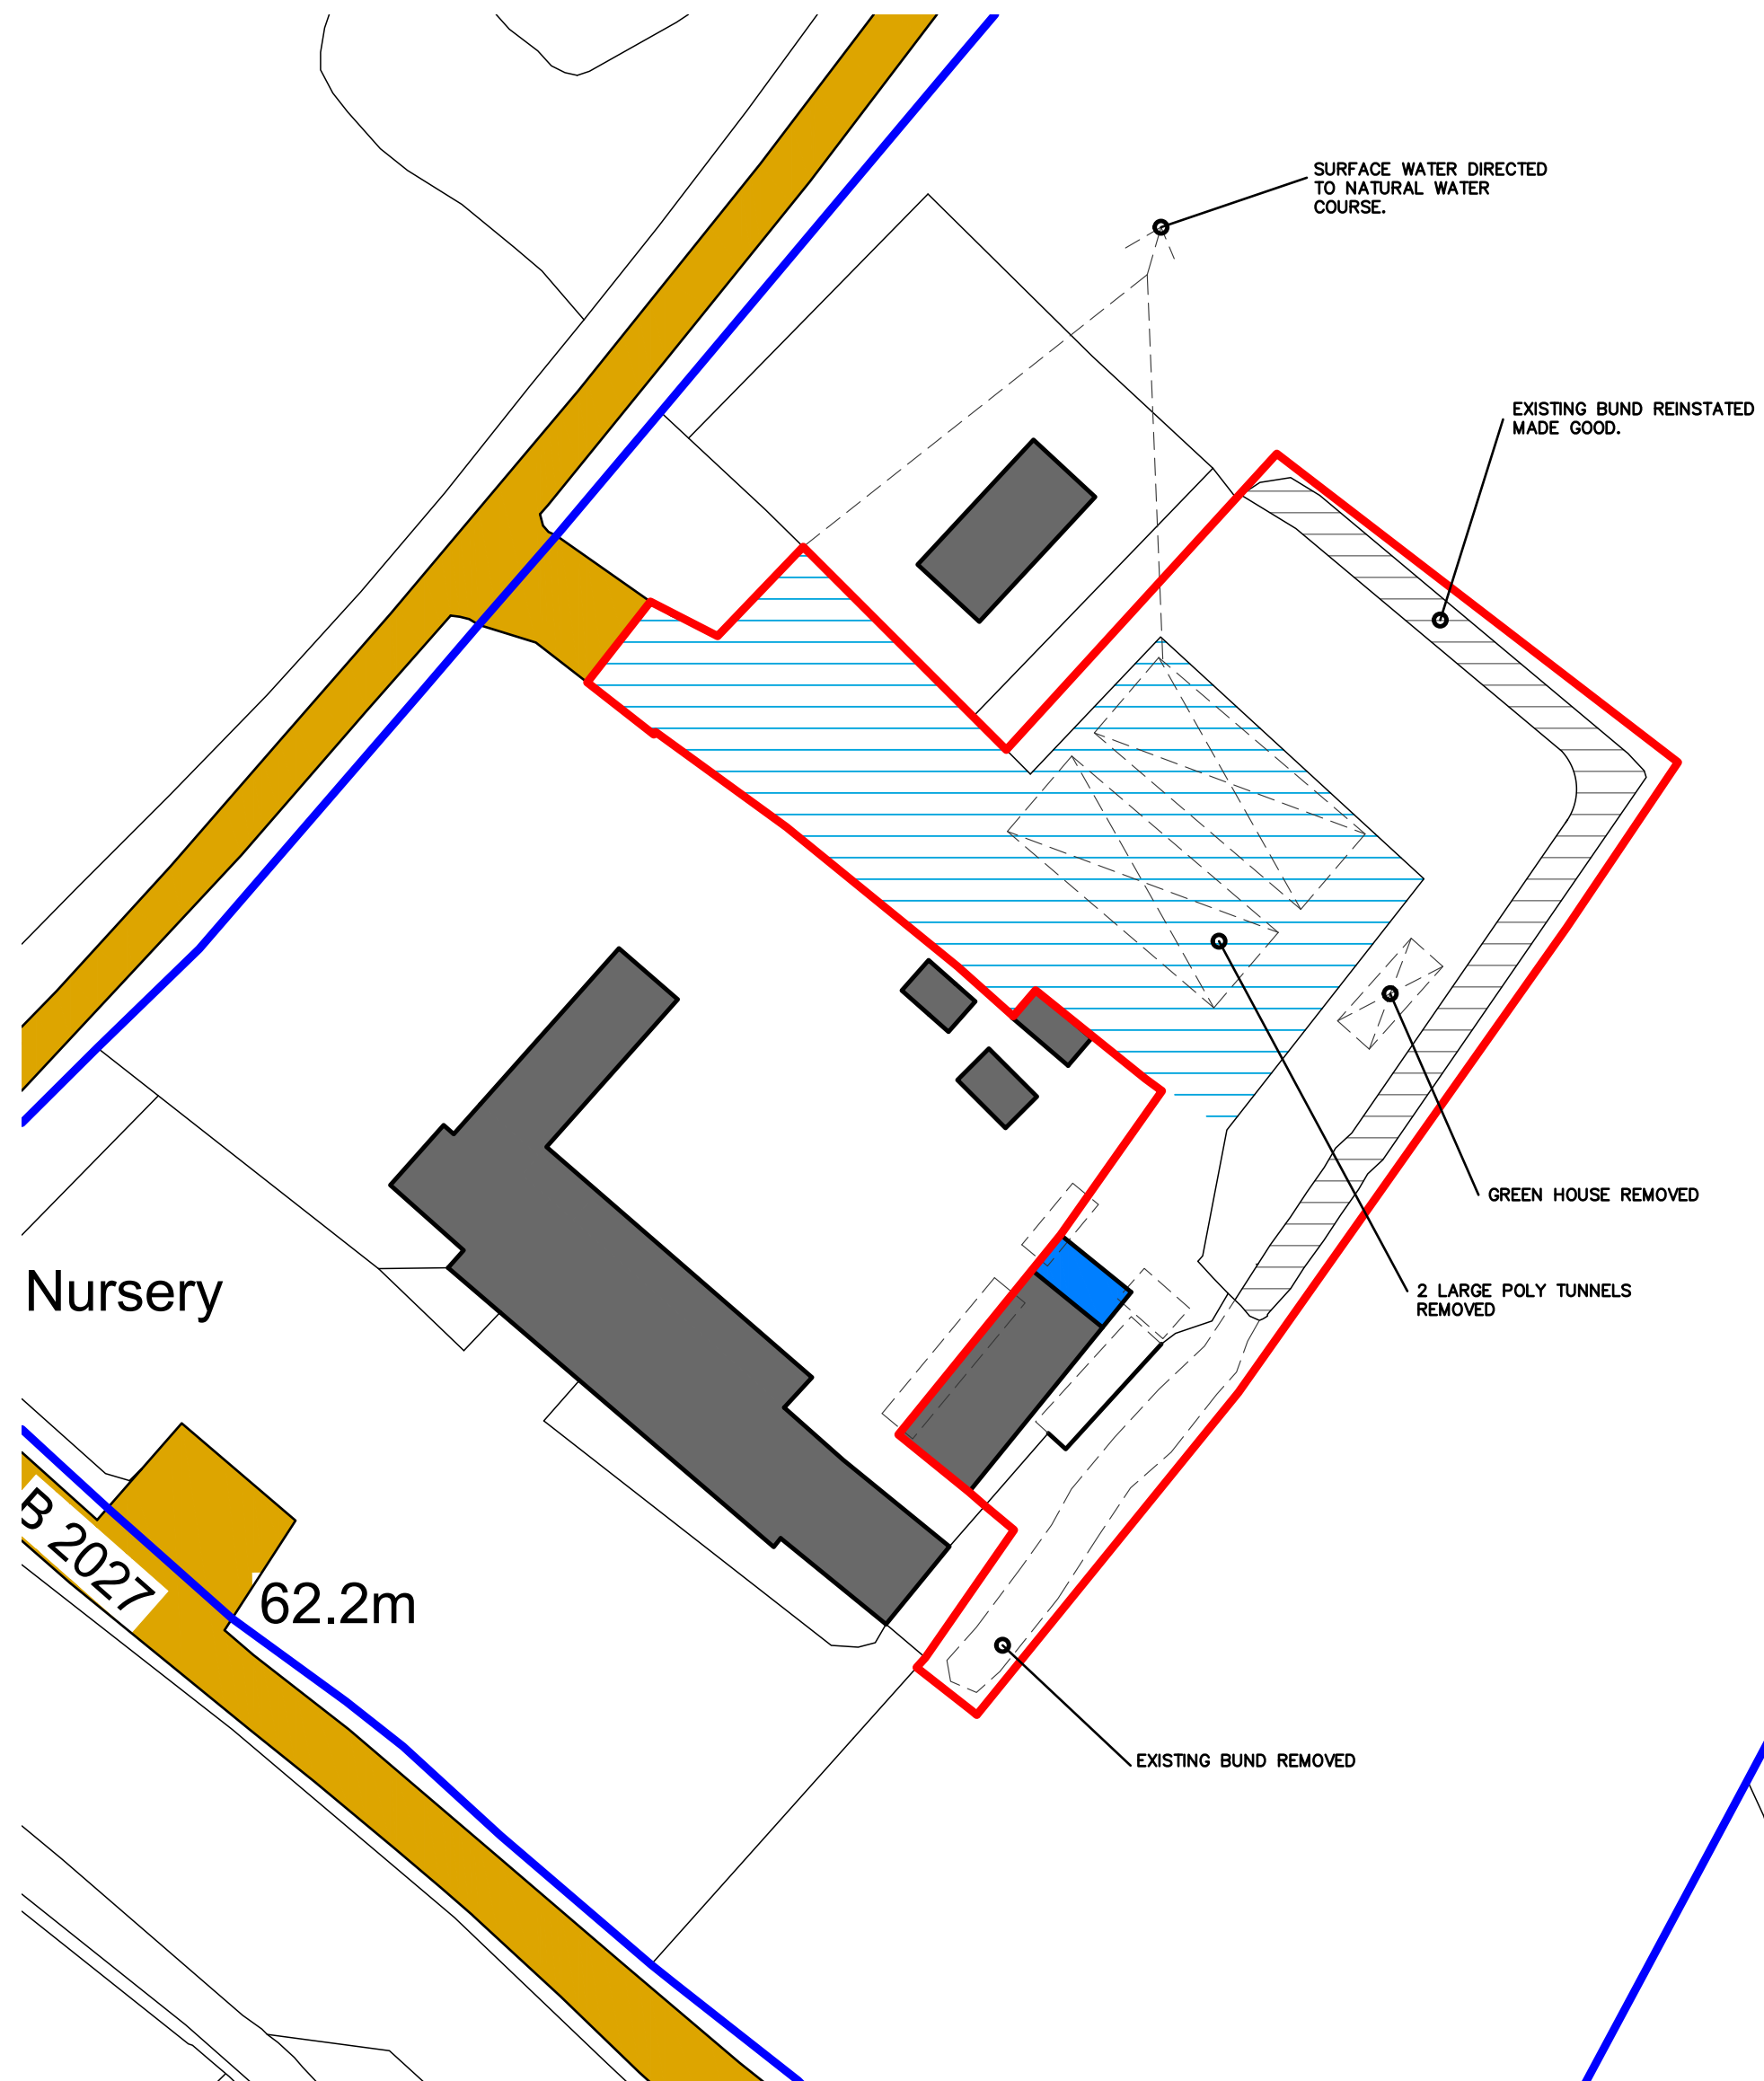 SURFACE WATER DIRECTED
TO NATURAL WATER
COURSE.
EXISTING BUND REINSTATED
MADE GOOD.
GREEN HOUSE REMOVED
Nursery
2 LARGE POLY TUNNELS
REMOVED
B 2027
62.2m
EXISTING BUND REMOVED